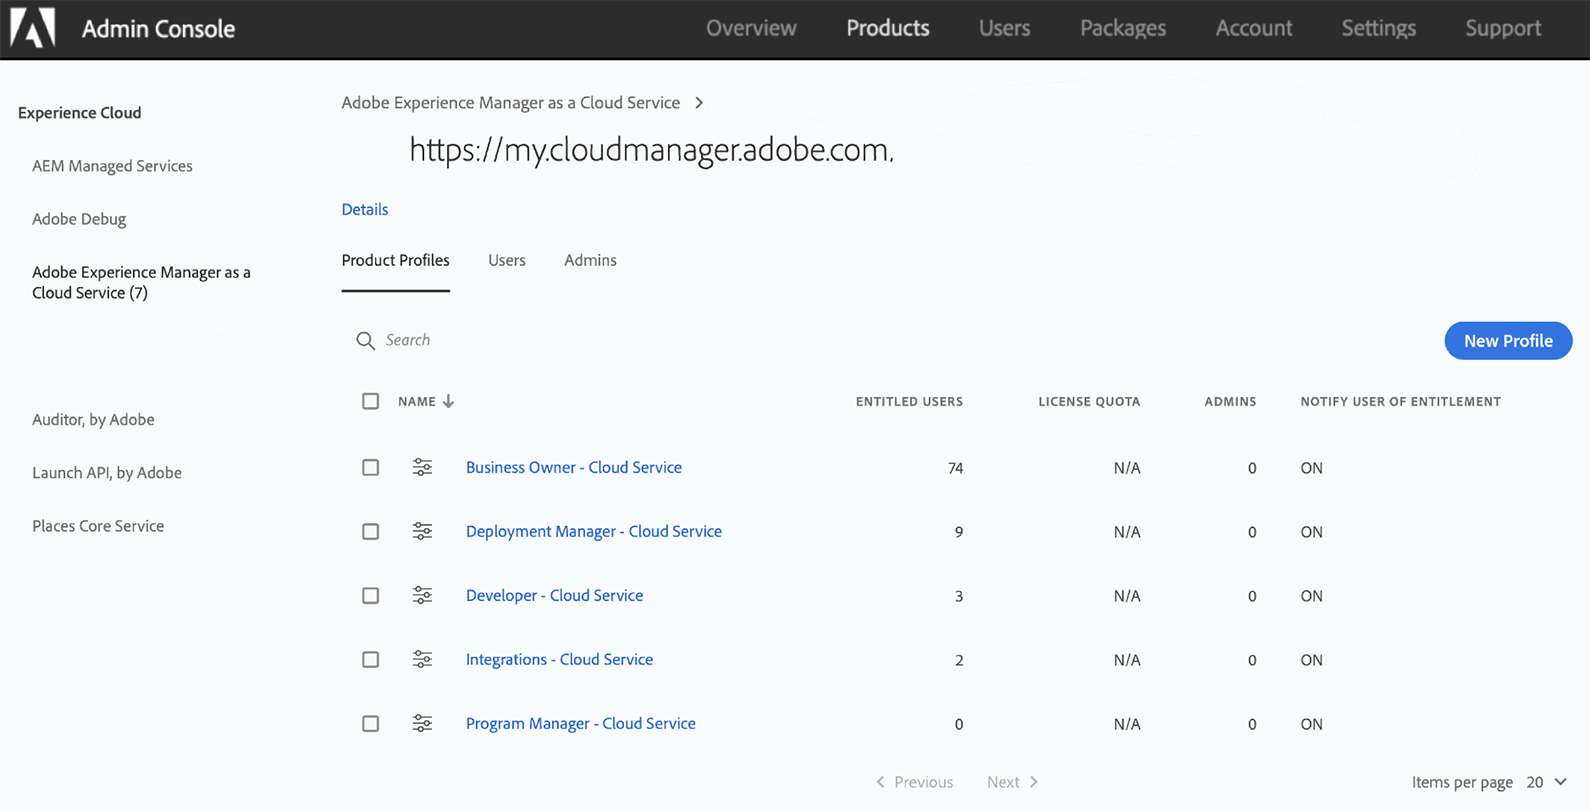 Admin Console
Overview Products Users Packages Account Settings Support
Experience Cloud
AEM Managed Services
Adobe Debug
Adobe Experience Manager as a
Cloud Service (7)
Auditor, by Adobe
Launch API, by Adobe
Places Core Service
Adobe Experience Manager as a Cloud Service >
https://my.cloudmanager.adobe.com.
Details
Product Profiles Users Admins
Search
New Profile
NAME ENTITLED USERS LICENSE QUOTA ADMINS NOTIFY USER OF ENTITLEMENT
Business Owner - Cloud Service 74 N/A 0 ON
Deployment Manager - Cloud Service 9 N/A 0 ON
Developer - Cloud Service 3 N/A 0 ON
Integrations - Cloud Service 2 N/A 0 ON
Program Manager - Cloud Service 0 N/A 0 ON
< Previous Next >
Items per page 20